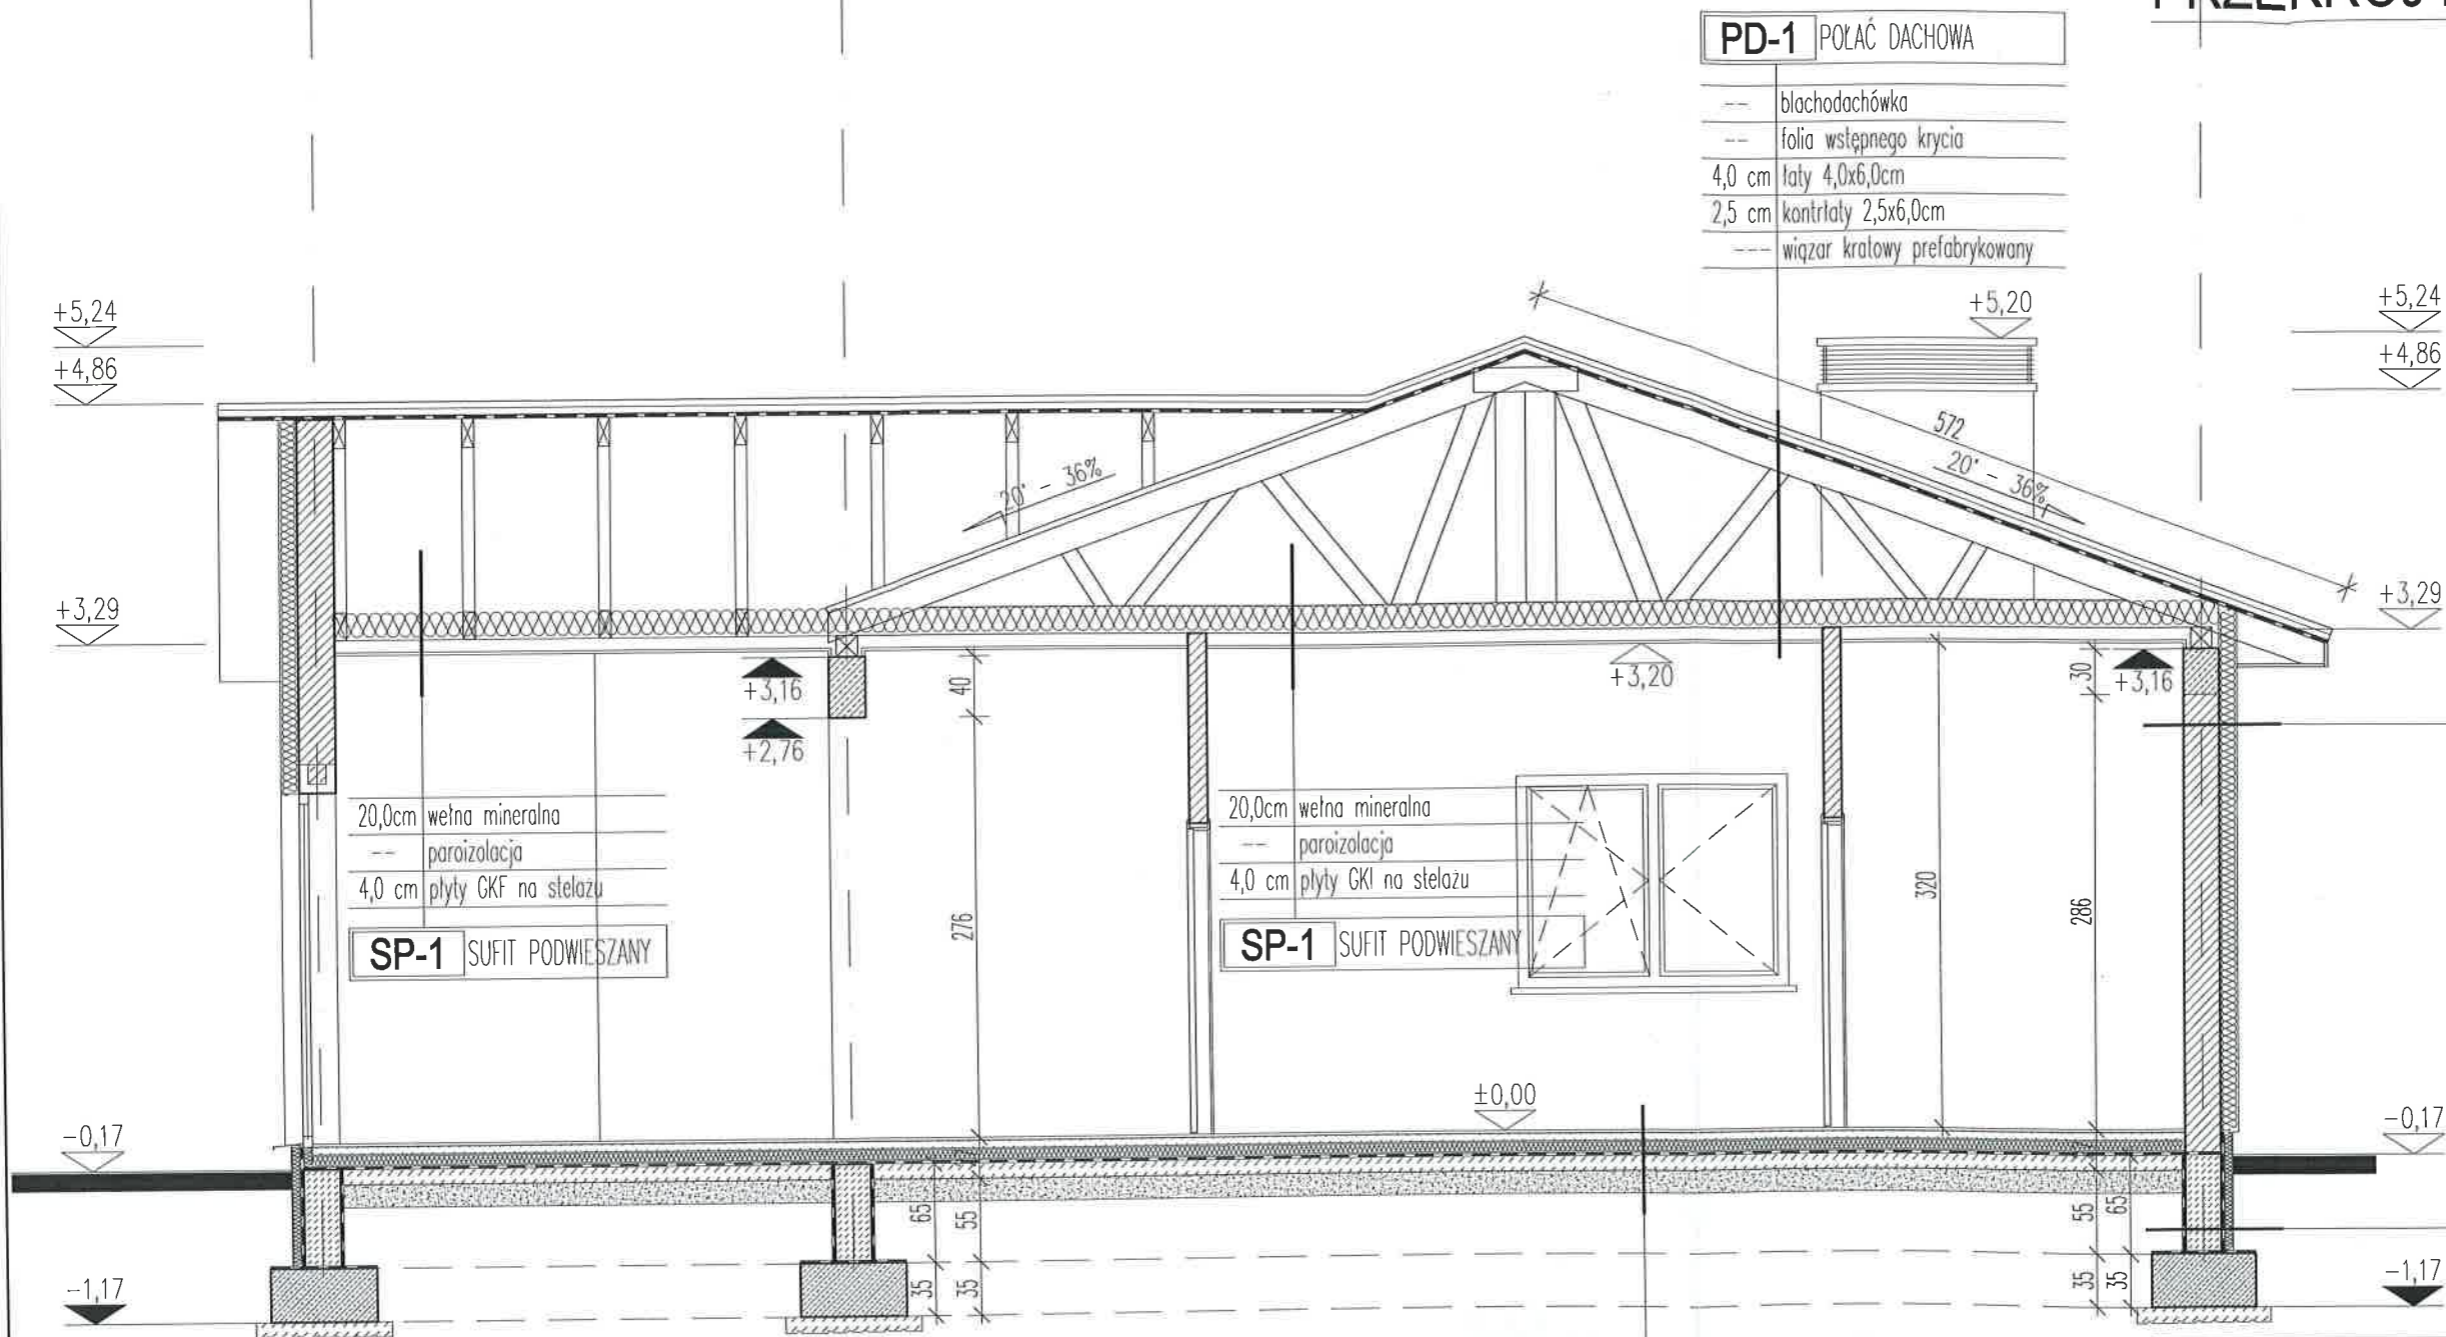 PD-1 POŁAĆ DACHOWA
-- blachodachówka
-- folia wstępnego krycia
4,0 cm łaty 4,0x6,0cm
2,5 cm kontrłaty 2,5x6,0cm
--- wiązar kratowy prefabrykowany
+5,24
+4,86
+3,29
-0,17
-1,17
+5,20
+5,24
+4,86
+3,29
-0,17
-1,17
572
20° - 36%
20° - 36%
+3,16
+2,76
40
276
+3,20
30
+3,16
320
286
20,0cm wełna mineralna
-- paroizolacja
4,0 cm płyty GKF na stelażu
SP-1 SUFIT PODWIESZANY
20,0cm wełna mineralna
-- paroizolacja
4,0 cm płyty GKI na stelażu
SP-1 SUFIT PODWIESZANY
±0,00
65
55
35
35
55
65
35
35